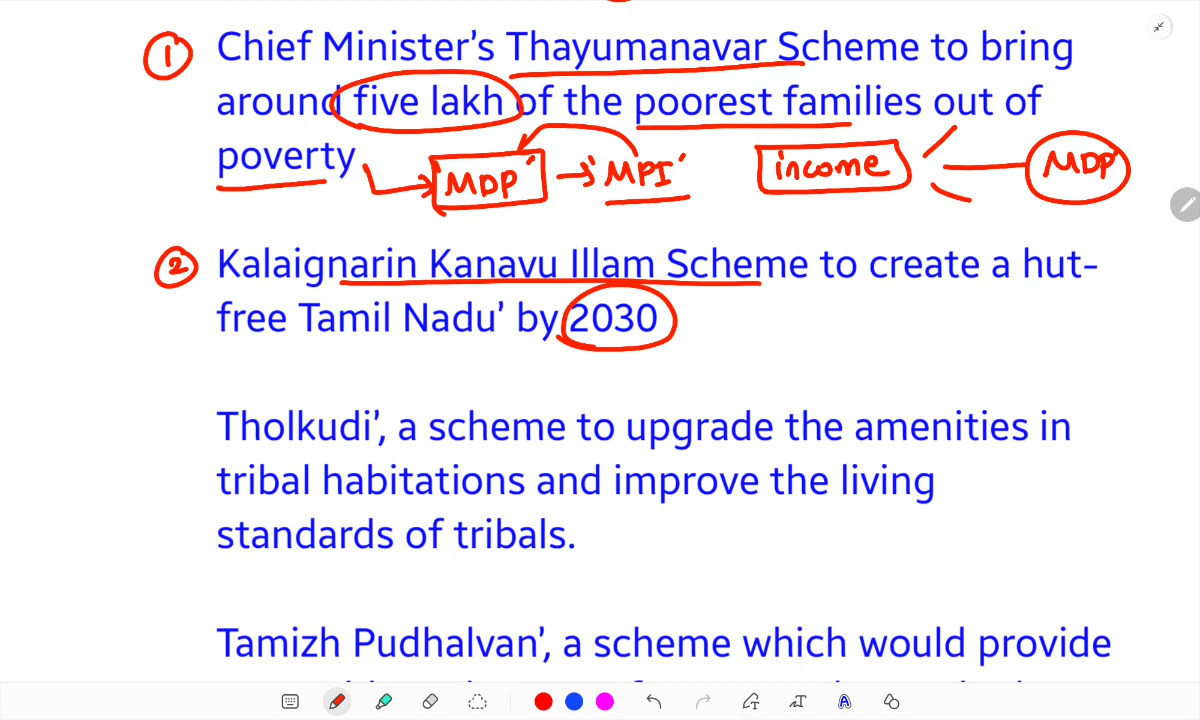 ① Chief Minister's Thayumanavar Scheme to bring
around five lakh of the poorest families out of
poverty 'MDP' → 'MPI' income MDP
② Kalaignarin Kanavu Illam Scheme to create a hut-
free Tamil Nadu' by 2030
Tholkudi', a scheme to upgrade the amenities in
tribal habitations and improve the living
standards of tribals.
Tamizh Pudhalvan', a scheme which would provide